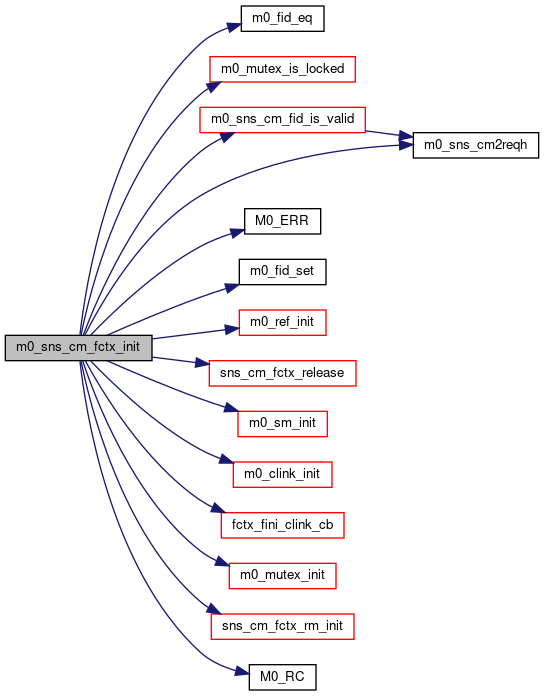 m0_fid_eq
m0_mutex_is_locked
m0_sns_cm_fid_is_valid
m0_sns_cm2reqh
M0_ERR
m0_fid_set
m0_ref_init
m0_sns_cm_fctx_init
sns_cm_fctx_release
m0_sm_init
m0_clink_init
fctx_fini_clink_cb
m0_mutex_init
sns_cm_fctx_rm_init
M0_RC